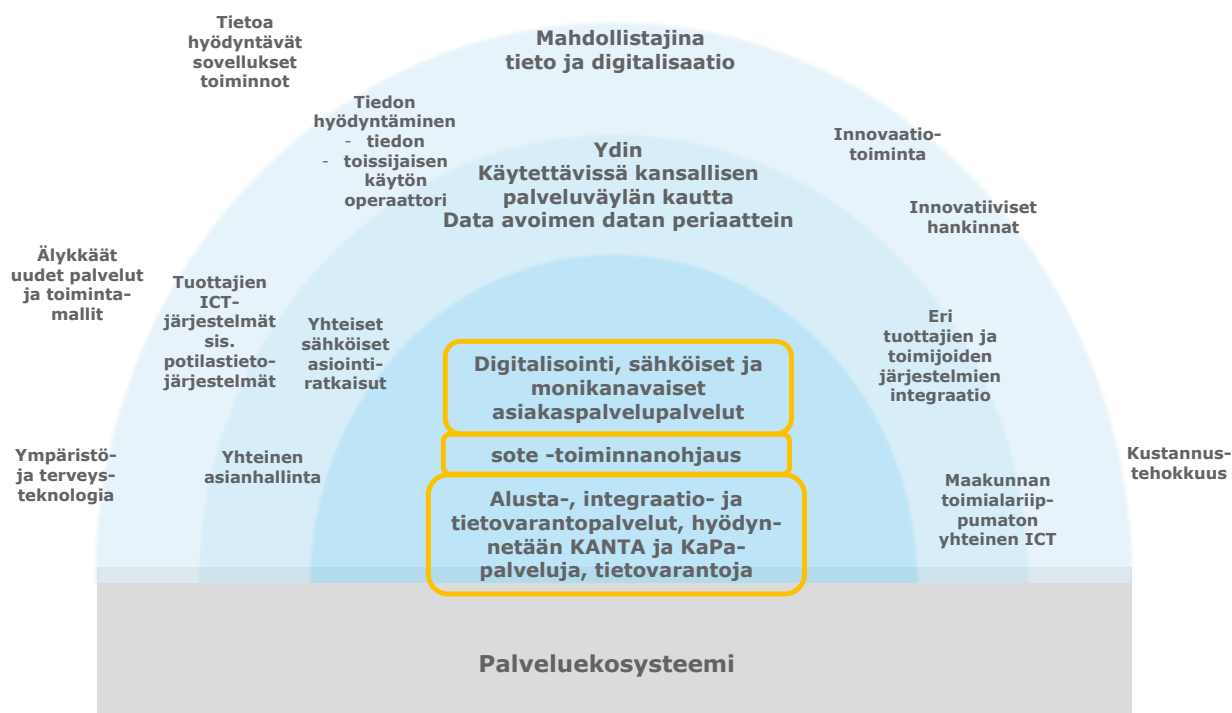 Tietoa
hyödyntävät
sovellukset
toiminnot
Mahdollistajina
tieto ja digitalisaatio
Tiedon
hyödyntäminen
- tiedon
- toissijaisen
käytön
operaattori
Ydin
Käytettävissä kansallisen
palveluväylän kautta
Data avoimen datan periaattein
Innovaatio-
toiminta
Innovatiiviset
hankinnat
Älykkäät
uudet palvelut
ja toiminta-
mallit
Tuottajien
ICT-
järjestelmät
sis.
potilastieto-
järjestelmät
Yhteiset
sähköiset
asiointi-
ratkaisut
Digitalisointi, sähköiset ja
monikanavaiset
asiakaspalvelupalvelut
Eri
tuottajien ja
toimijoiden
järjestelmien
integraatio
Ympäristö-
ja terveys-
teknologia
Yhteinen
asianhallinta
sote -toiminnanohjaus
Alusta-, integraatio- ja
tietovarantopalvelut, hyödyn-
netään KANTA ja KaPa-
palveluja, tietovarantoja
Maakunnan
toimialariip-
pumaton
yhteinen ICT
Kustannus-
tehokkuus
Palveluekosysteemi